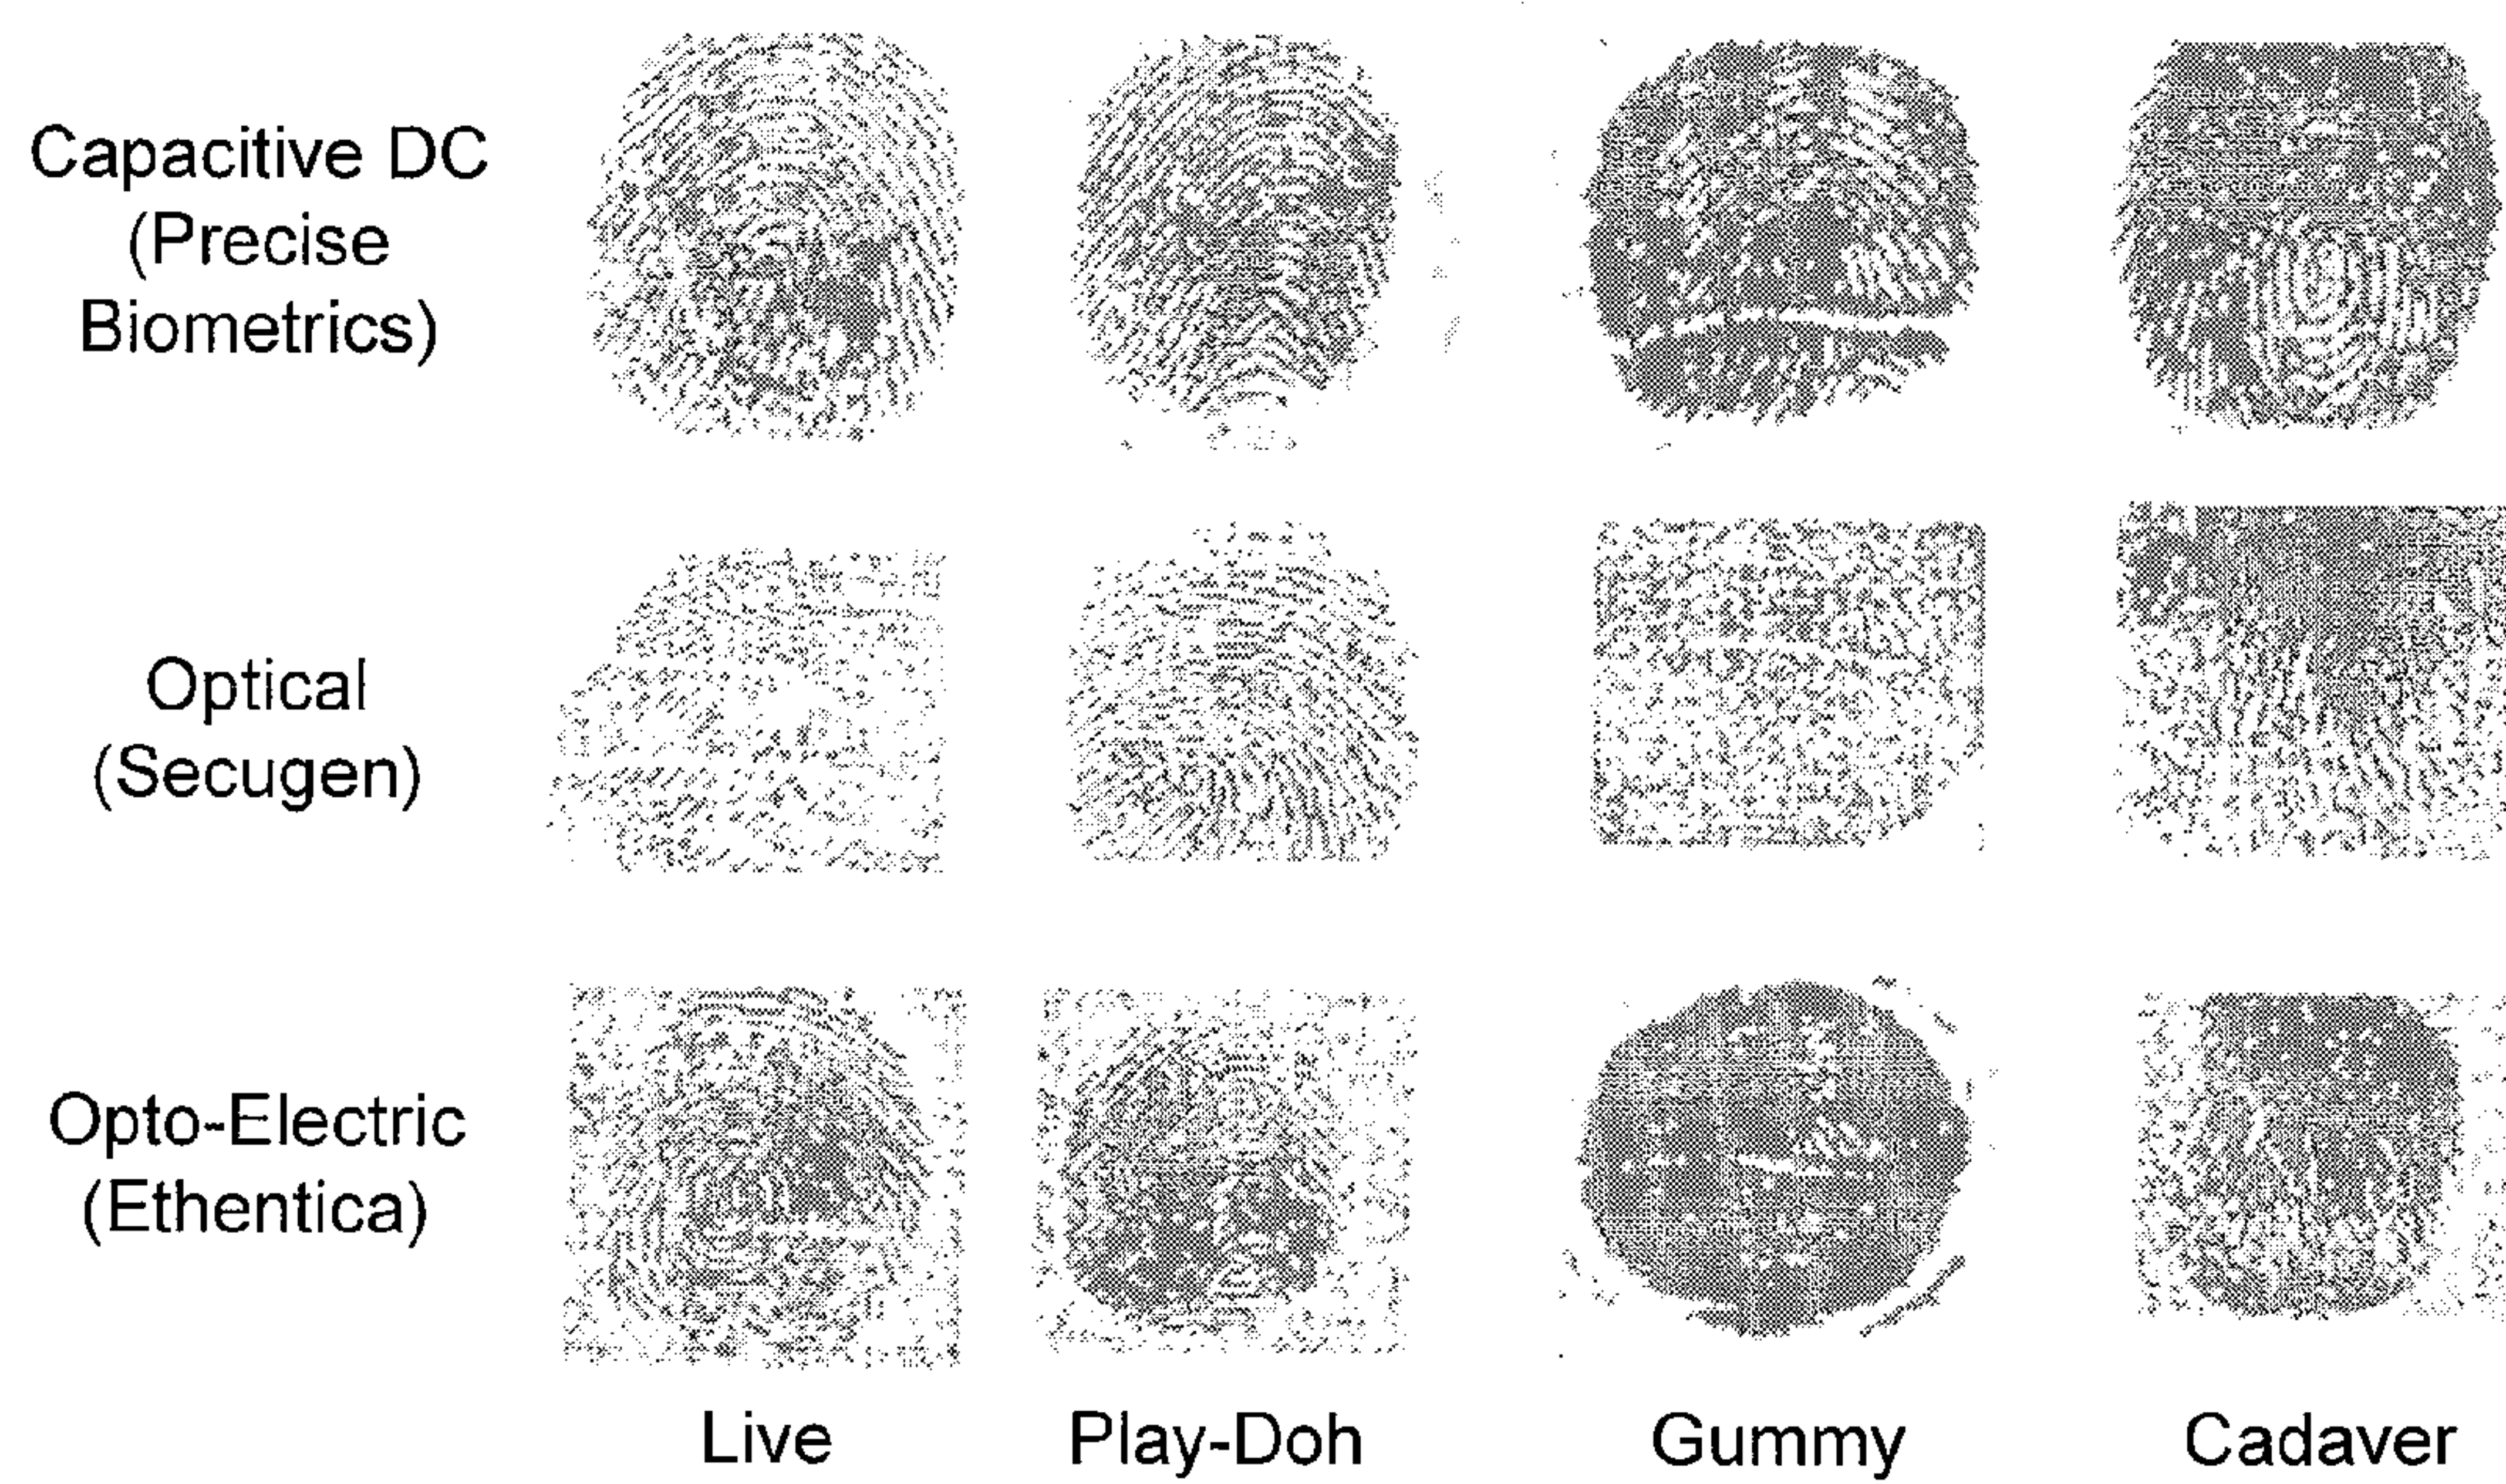 Capacitive DC
(Precise
Biometrics)
Optical
(Secugen)
Opto-Electric
(Ethentica)
Live Play-Doh Gummy Cadaver